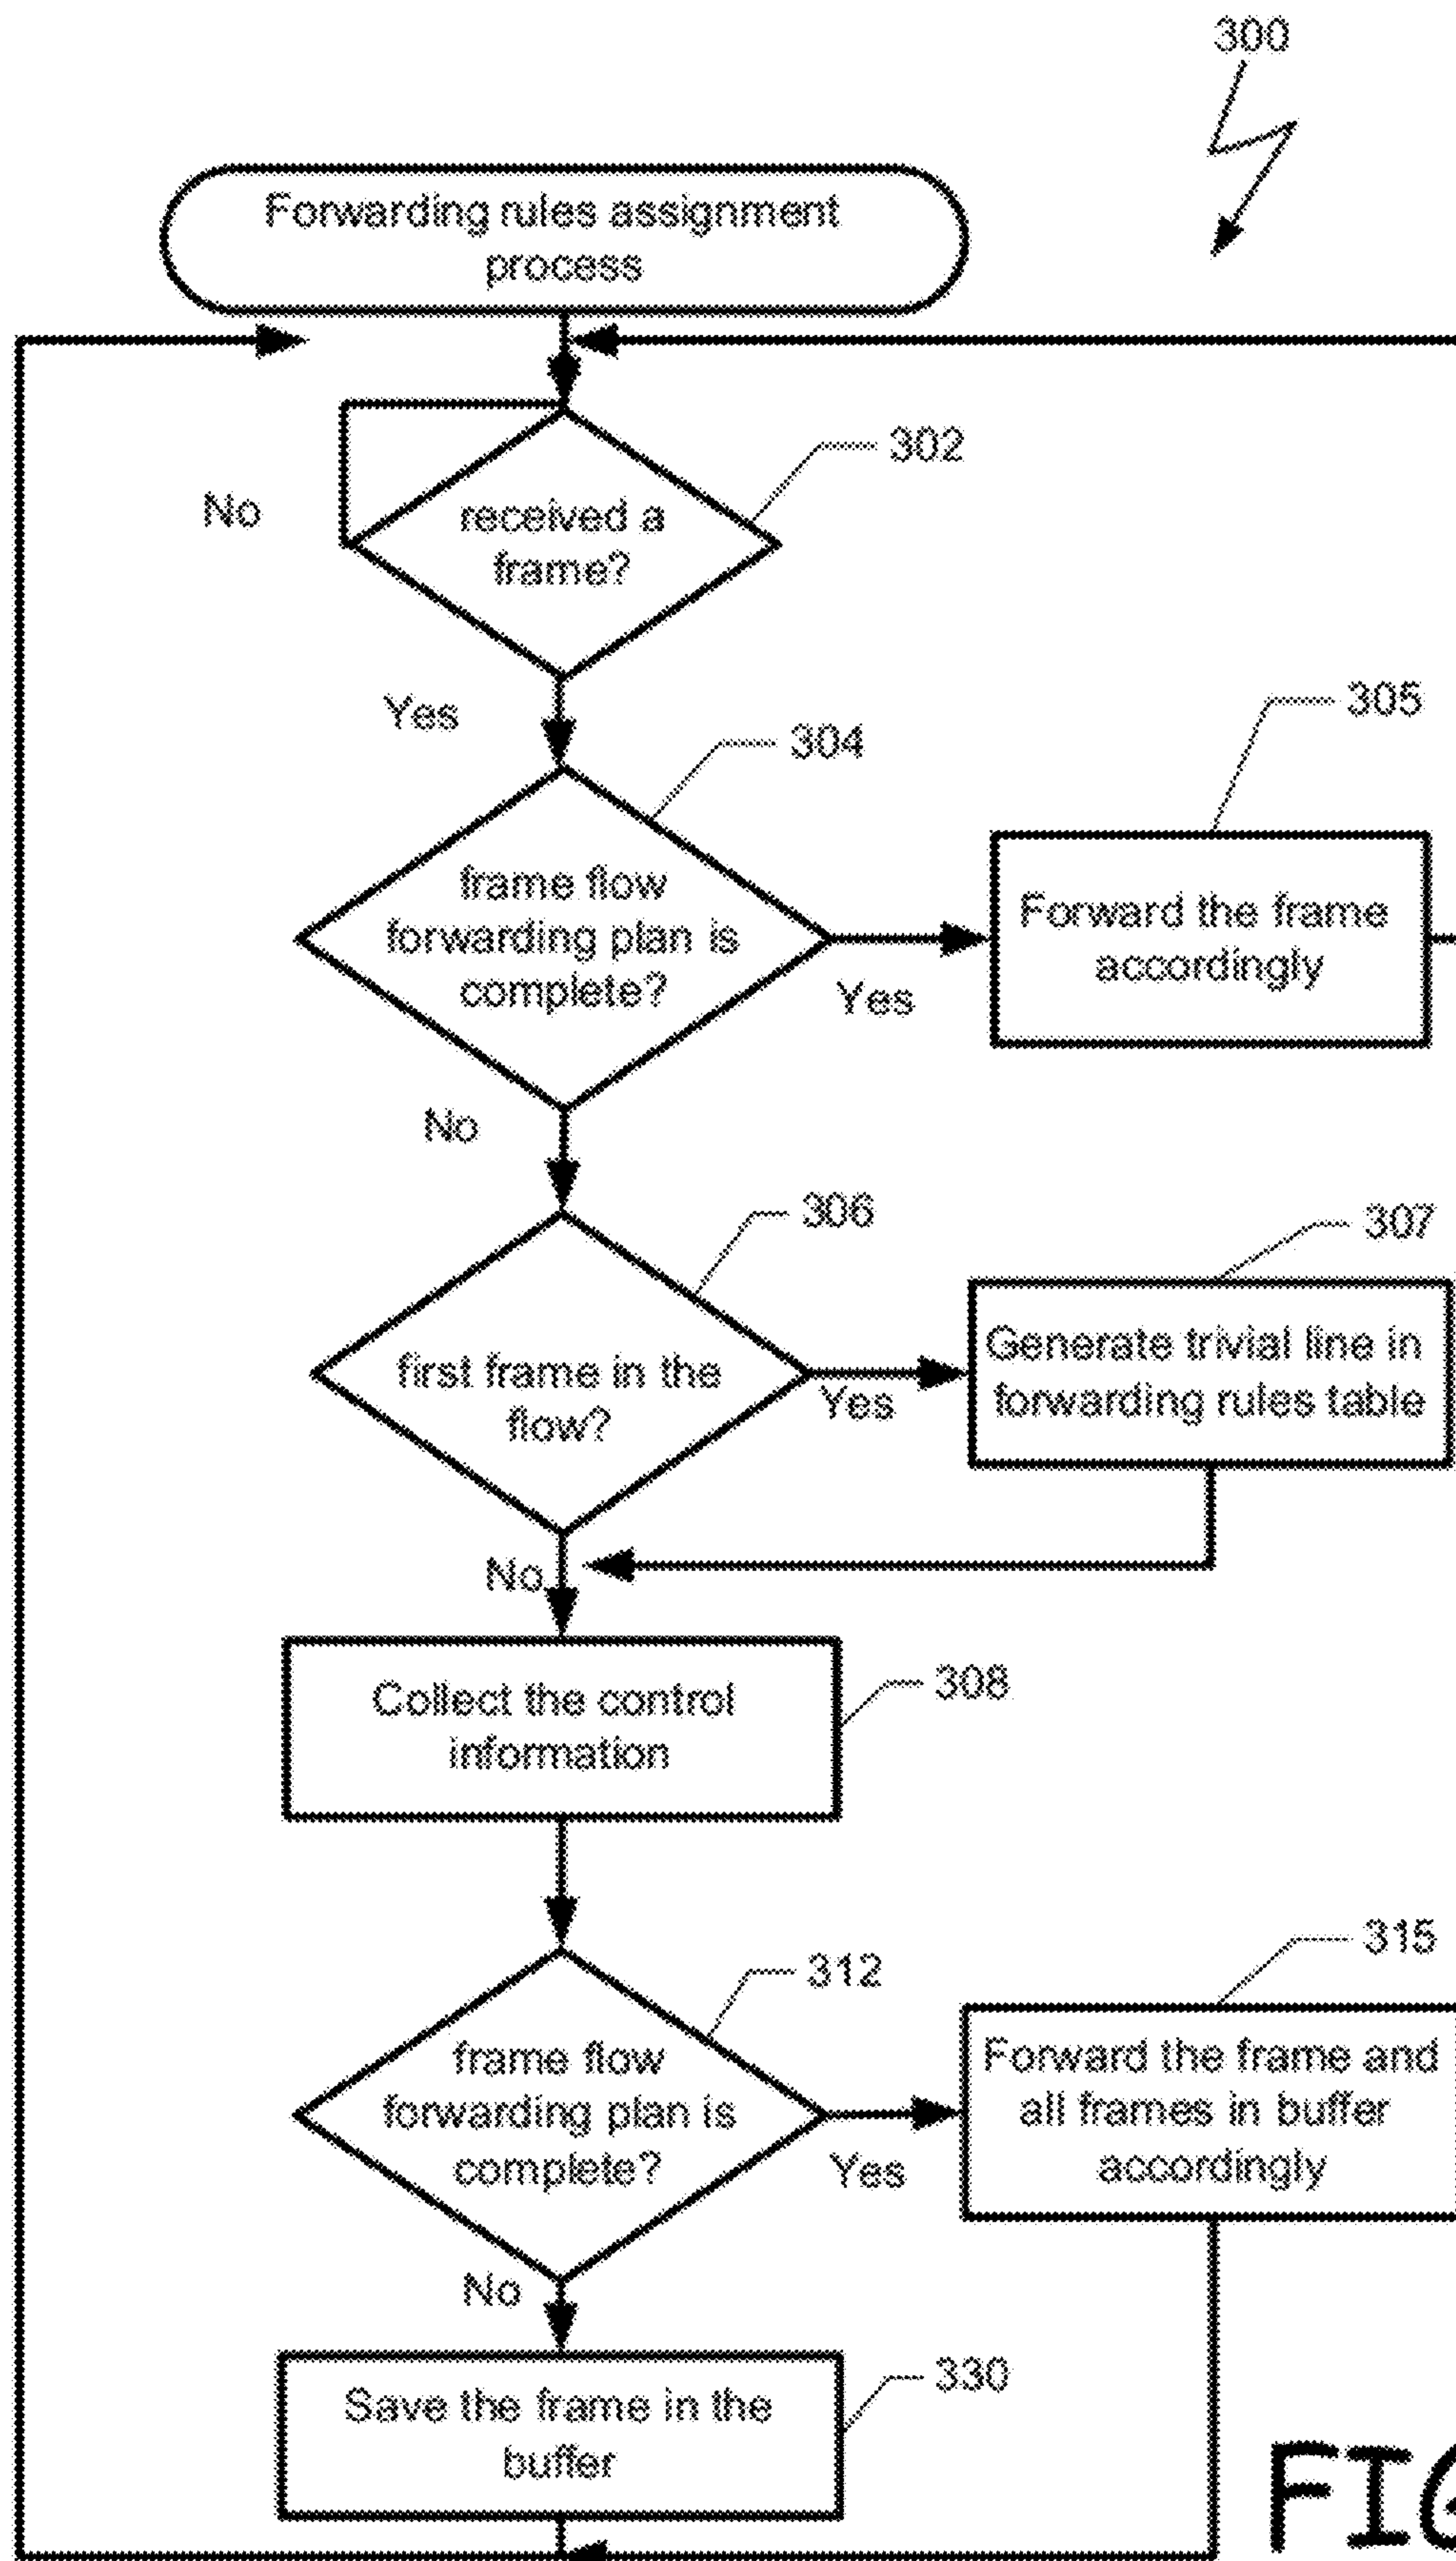 300
Forwarding rules assignment
process
302
No
received a
frame?
Yes
304
305
frame flow
forwarding plan is
complete?
Yes
Forward the frame
accordingly
No
306
307
first frame in the
flow?
Yes
Generate trivial line in
forwarding rules table
No
Collect the control
information
308
312
315
frame flow
forwarding plan is
complete?
Yes
Forward the frame and
all frames in buffer
accordingly
No
Save the frame in the
buffer
330
FIG